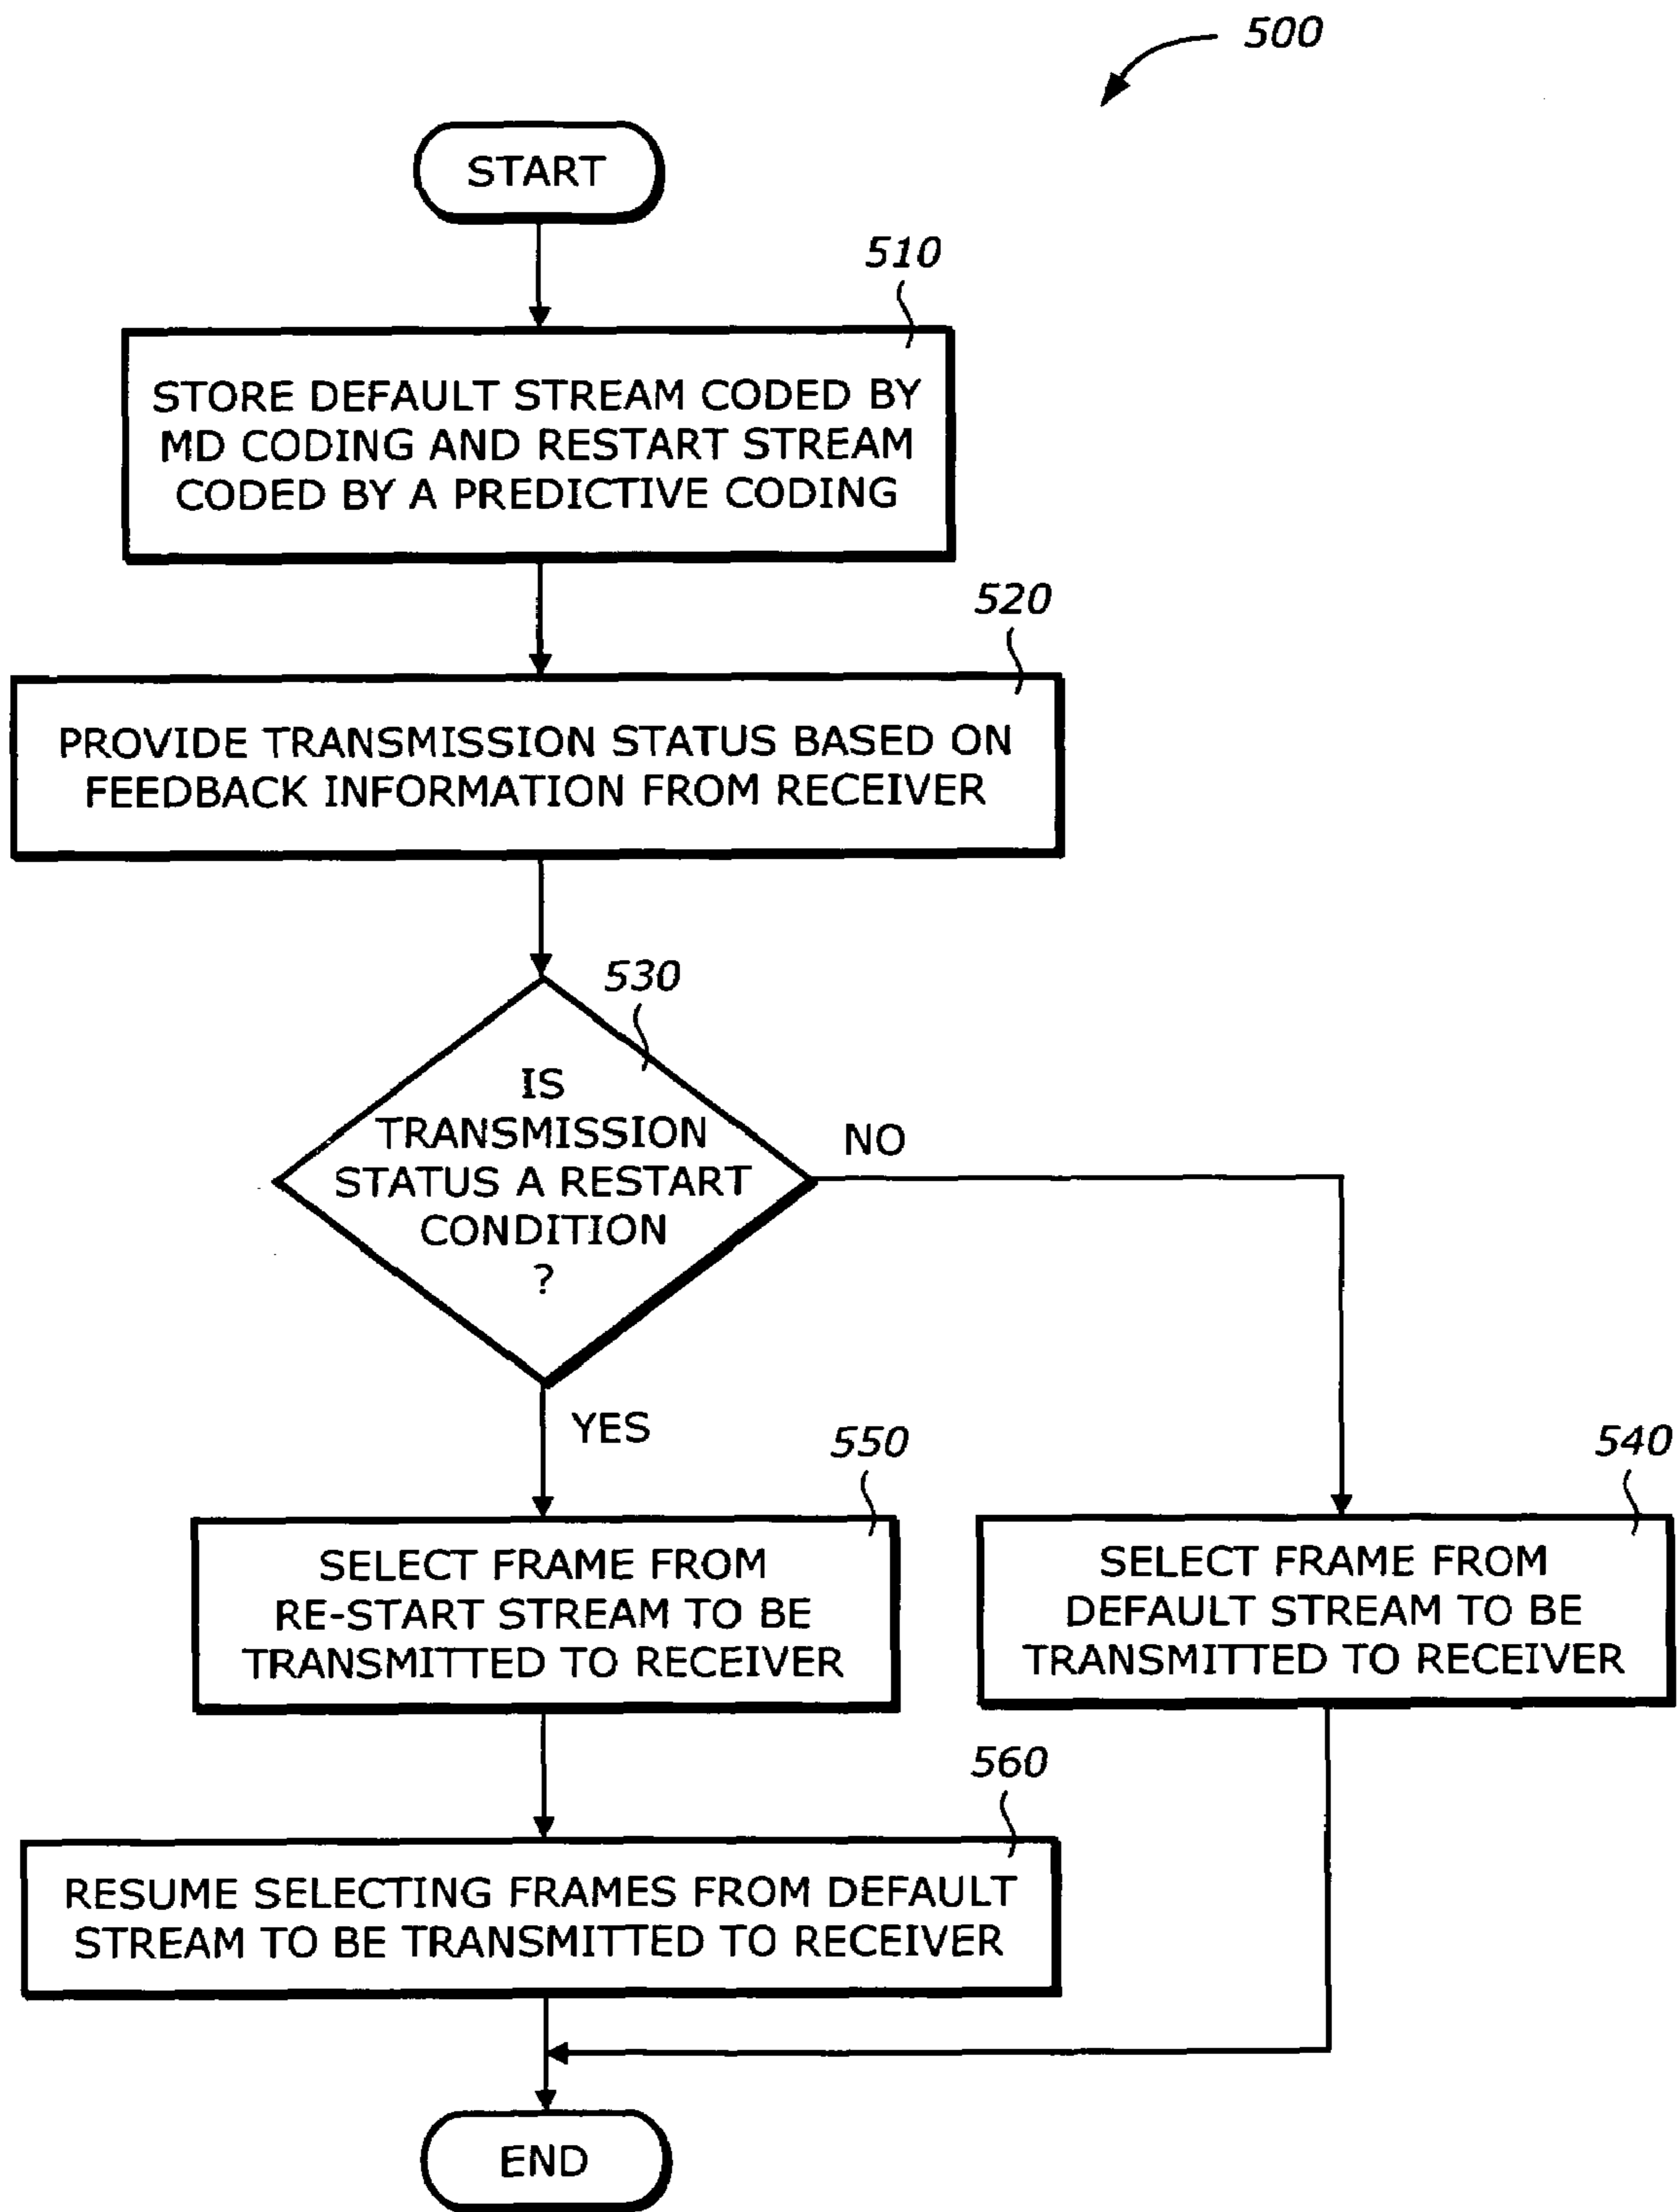 500
START
510
STORE DEFAULT STREAM CODED BY
MD CODING AND RESTART STREAM
CODED BY A PREDICTIVE CODING
520
PROVIDE TRANSMISSION STATUS BASED ON
FEEDBACK INFORMATION FROM RECEIVER
530
IS
TRANSMISSION
STATUS A RESTART
CONDITION
?
NO
YES
550
SELECT FRAME FROM
RE-START STREAM TO BE
TRANSMITTED TO RECEIVER
540
SELECT FRAME FROM
DEFAULT STREAM TO BE
TRANSMITTED TO RECEIVER
560
RESUME SELECTING FRAMES FROM DEFAULT
STREAM TO BE TRANSMITTED TO RECEIVER
END